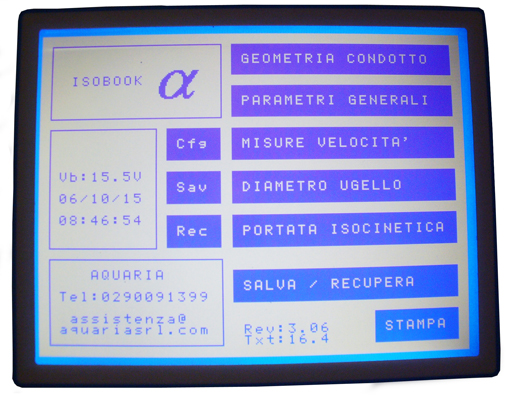 ISOBOOK α
GEOMETRIA CONDOTTO
PARAMETRI GENERALI
Cfg
MISURE VELOCITA'
Vb:15.5V
06/10/15
08:46:54
Sav
DIAMETRO UGELLO
Rec
PORTATA ISOCINETICA
AQUARIA
Tel:0290091399
assistenza@
aquariasrl.com
SALVA / RECUPERA
Rev:3.06
Txt:16.4
STAMPA